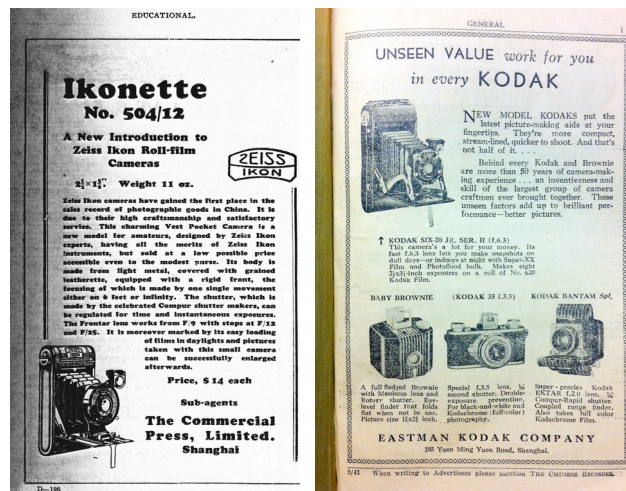 EDUCATIONAL.
Ikonette
No. 504/12
A New Introduction to
Zeiss Ikon Roll-film
Cameras
ZEISS
IKON
Weight 11 oz.
Zeiss Ikon cameras have gained the first place in the
sales record of photographic goods in China. It is
due to their high craftsmanship and satisfactory
service. This charming Vest Pocket Camera is a
new model for amateurs, designed by Zeiss Ikon
experts, having all the merits of Zeiss Ikon
instruments, but sold at a low possible price
accessible even to the modest purse. Its body is
made from light metal, covered with grained
leatherette, equipped with a rigid front, the
focusing of which is made by one single movement
either on 6 feet or infinity. The shutter, which is
made by the celebrated Compur shutter makers, can
be regulated for time and instantaneous exposures.
The Frontar lens works from F/9 with stops at F/12
and F/25. It is moreover marked by its easy loading
of films in daylights and pictures
taken with this small camera
can be successfully enlarged
afterwards.
Price, $ 14 each
Sub-agents
The Commercial
Press, Limited.
Shanghai
D—196
GENERAL
i
UNSEEN VALUE work for you
in every KODAK
NEW MODEL KODAKS put the
latest picture-making aids at your
fingertips. They're more compact,
stream-lined, quicker to shoot. And that's
not half of it. . . .
Behind every Kodak and Brownie
are more than 50 years of camera-mak-
ing experience . . . an inventiveness and
skill of the largest group of camera
craftmen ever brought together. These
unseen factors add up to brilliant per-
formance—better pictures.
↑ KODAK SIX-20 JR. SER. II (f.6.3)
This camera's a lot for your money. Its
fast f.6.3 lens lets you make snapshots on
dull days—or indoors at night with Super-XX
Film and Photoflood bulb. Makes eight
2¼x3¼-inch exposures on a roll of No. 620
Kodak Film.
BABY BROWNIE (KODAK 35 f.3.5) KODAK BANTAM Spl.
A full fledged Brownie
with Meniscus lens and
Rotary shutter. Eye-
level finder that folds
flat when not in use.
Picture size inch.
Special f.3.5 lens,
second shutter. Double-
exposure prevention.
For black-and-white and
Kodachrome (full-color)
photography.
Super-precise Kodak
EKTAR f.2.0 lens,
Compur-Rapid shutter.
Coupled range finder.
Also takes full color
Kodachrome Film.
EASTMAN KODAK COMPANY
185 Yuen Ming Yuen Road, Shanghai.
5/41 When writing to Advertisers please mention THE CHINESE RECORDER.